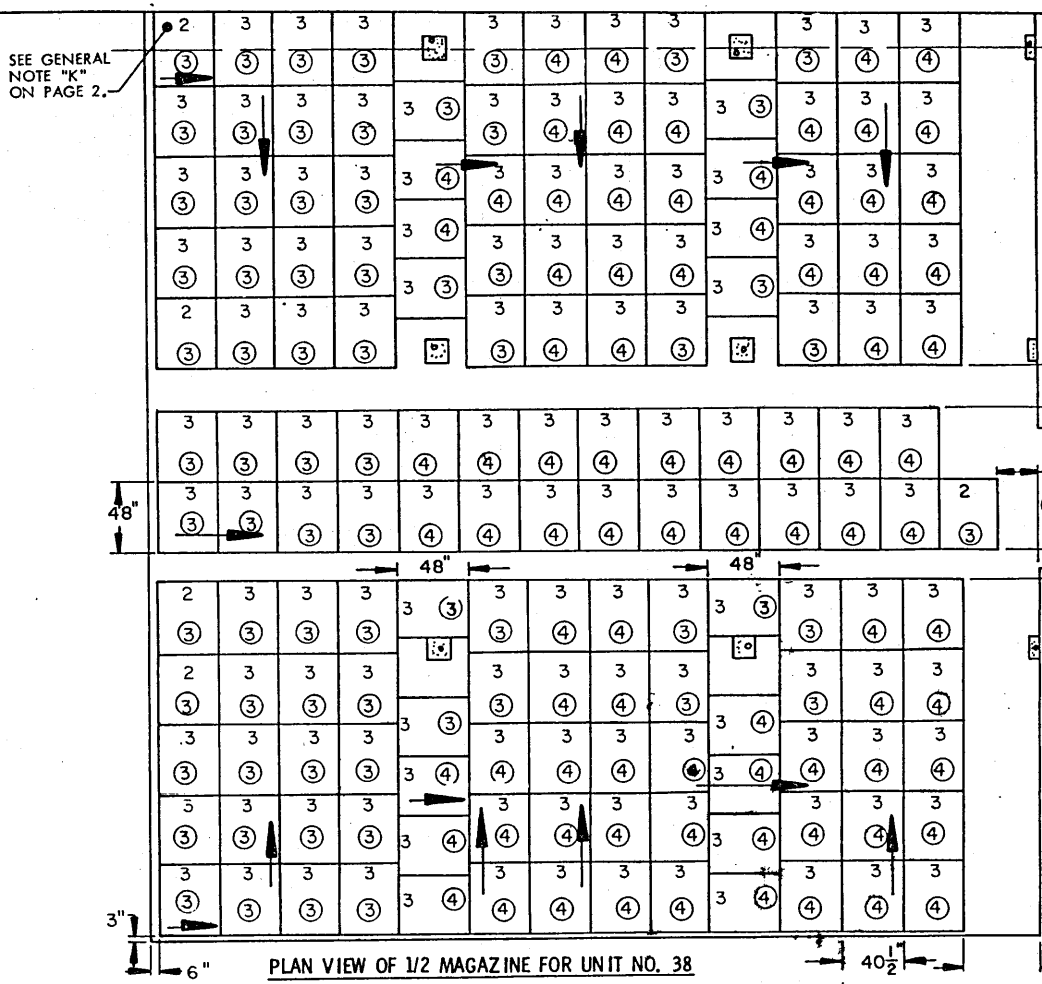 SEE GENERAL
NOTE "K"
ON PAGE 2.
2 3 3 3 3 3 3 3 3 3 3
③ ③ ③ ③ ③ ④ ④ ③ ③ ④ ④
3 3 3 3 3 ③ 3 3 3 3 3 ③ 3 3 3
③ ③ ③ ③ ③ ④ ④ ④ ④ ④ ④
3 3 3 3 3 ④ 3 3 3 3 3 ④ 3 3 3
③ ③ ③ ③ ④ ④ ④ ④ ④ ④ ④
3 3 3 3 3 ④ 3 3 3 3 3 ④ 3 3 3
③ ③ ③ ③ 3 ③ ③ ④ ④ ④ 3 ③ ④ ④ ④
2 3 3 3 3 3 3 3 3 3 3
③ ③ ③ ③ ③ ④ ④ ③ ③ ④ ④
3 3 3 3 3 3 3 3 3 3 3 3 3
③ ③ ③ ③ ④ ④ ④ ④ ④ ④ ④ ④ ④
3 3 3 3 3 3 3 3 3 3 3 3 3 2
48"
③ ③ ③ ③ ④ ④ ④ ④ ④ ④ ④ ④ ④ ③
48" 48"
2 3 3 3 3 ③ 3 3 3 3 3 ③ 3 3 3
③ ③ ③ ③ ③ ④ ④ ③ ③ ④ ④
2 3 3 3 3 3 3 3 3 3 3
③ ③ ③ ③ 3 ③ ③ ④ ④ ③ 3 ④ ③ ④ ④
3 3 3 3 3 3 3 3 3 3 3
③ ③ ③ ③ 3 ④ ④ ④ ④ 3 ④ ④ ④ ④
3 3 3 3 3 3 3 3 3 3
③ ③ ③ ③ 3 ④ ④ ④ ④ ④ 3 ④ ④ ④ ④
3 3 3 3 3 3 3 3 3 3 3
③ ③ ③ ③ 3 ④ ④ ④ ④ ④ 3 ④ ④ ④ ④
3"
6" PLAN VIEW OF 1/2 MAGAZINE FOR UNIT NO. 38 40½"